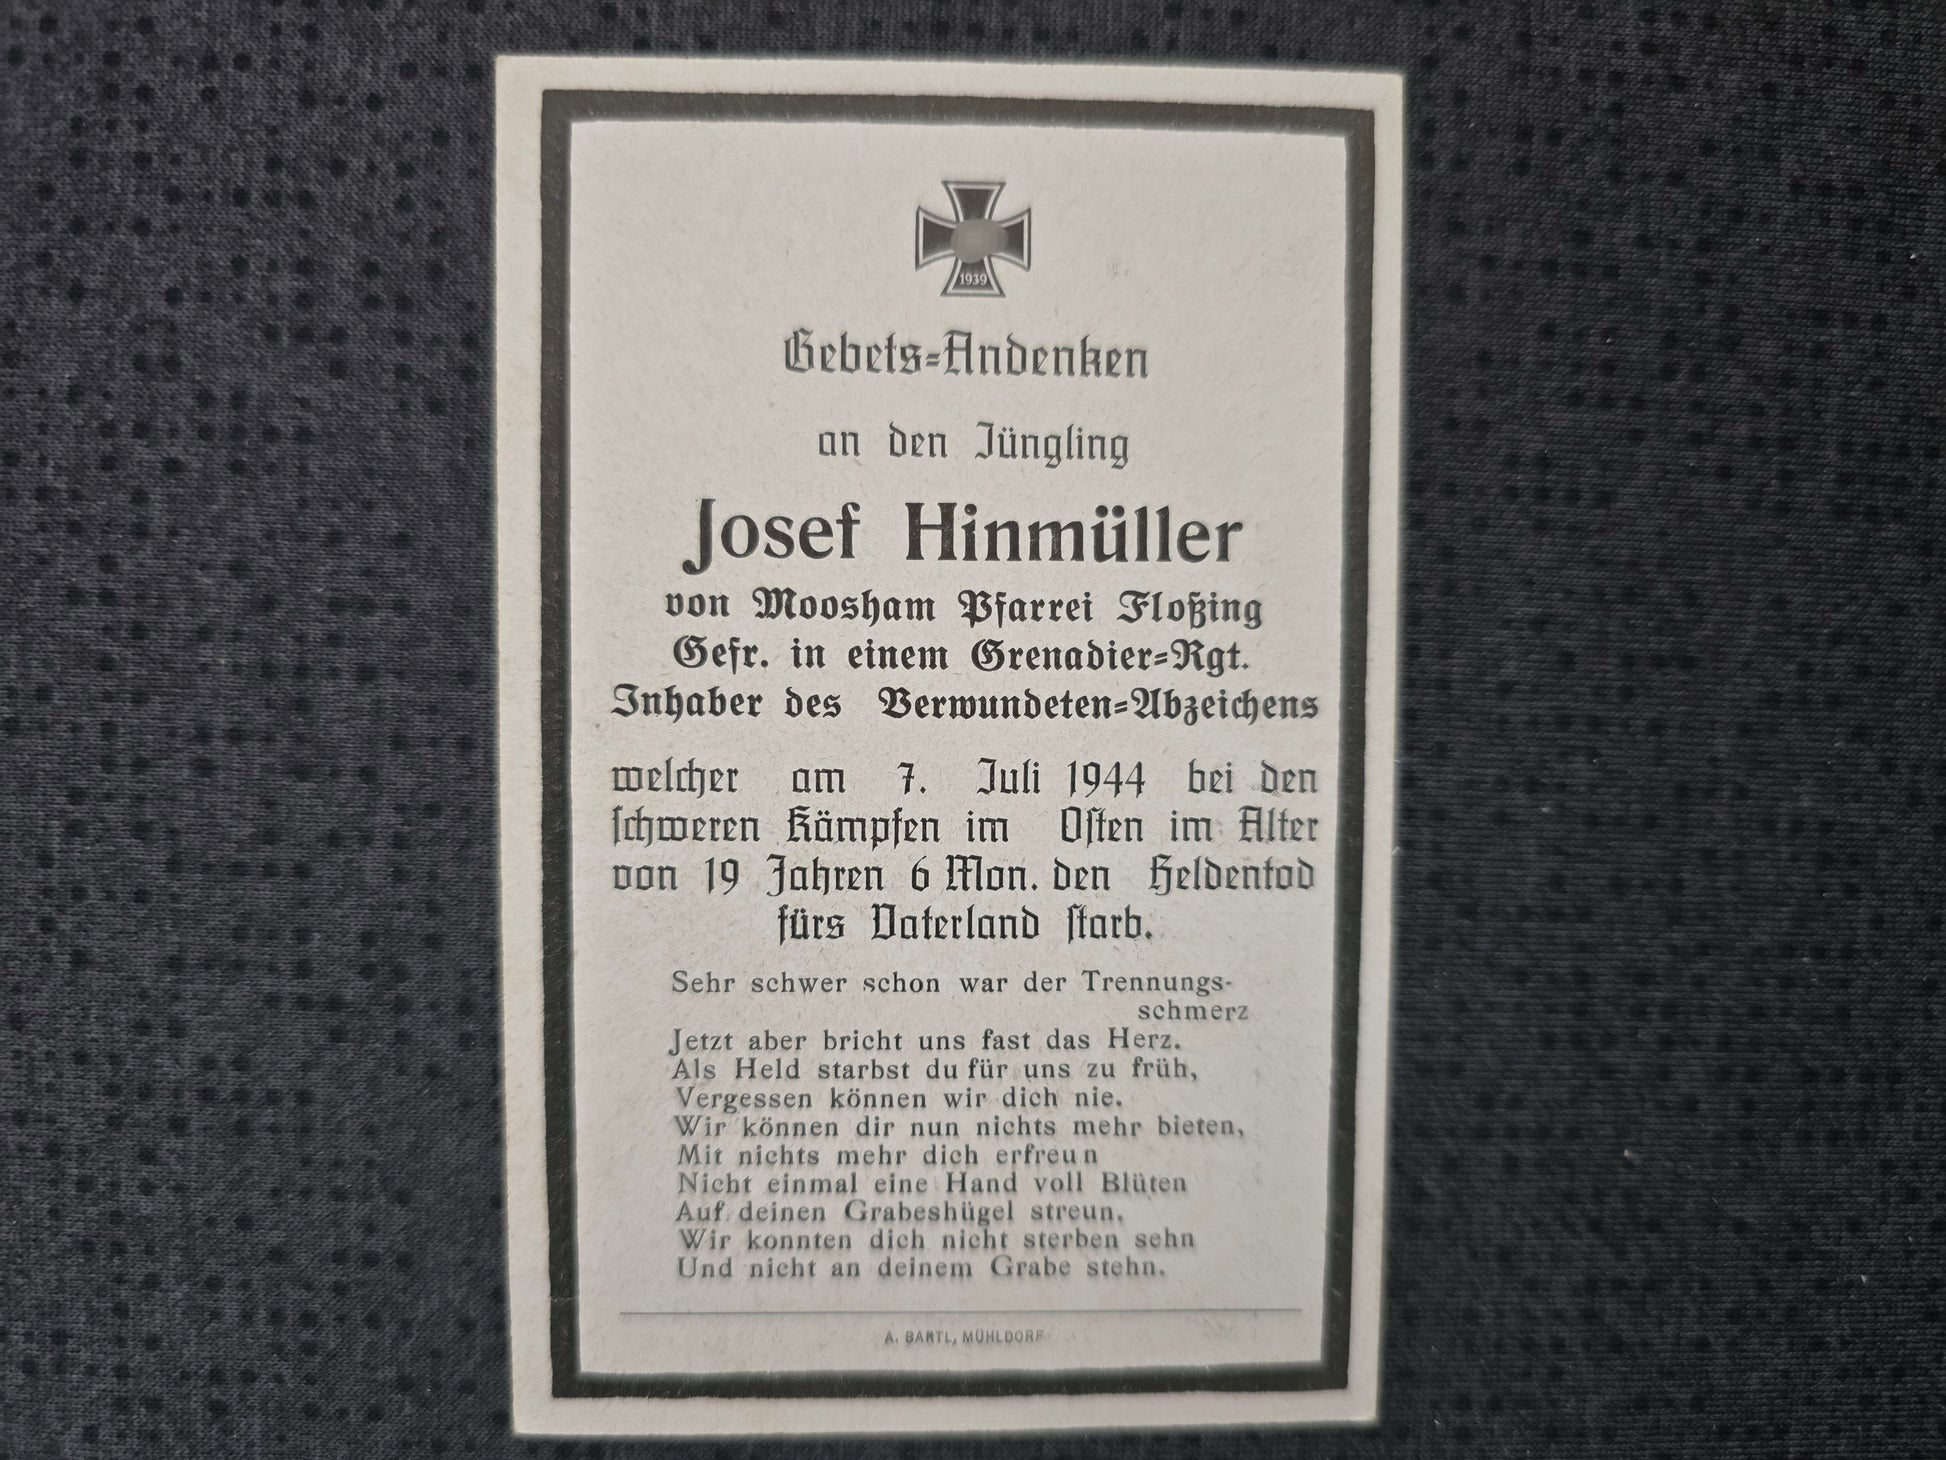 1939
Gebets-Andenken
an den Jüngling
Josef Hinmüller
von Moosham Pfarrei Floßing
Gefr. in einem Grenadier-Rgt.
Inhaber des Verwundeten-Abzeichens
welcher am 7. Juli 1944 bei den
schweren Kämpfen im Osten im Alter
von 19 Jahren 6 Mon. den Heldentod
fürs Vaterland starb.
Sehr schwer schon war der Trennungs-
schmerz
Jetzt aber bricht uns fast das Herz.
Als Held starbst du für uns zu früh,
Vergessen können wir dich nie.
Wir können dir nun nichts mehr bieten,
Mit nichts mehr dich erfreun
Nicht einmal eine Hand voll Blüten
Auf deinen Grabeshügel streun.
Wir konnten dich nicht sterben sehn
Und nicht an deinem Grabe stehn.
A. BARTL, MÜHLDORF